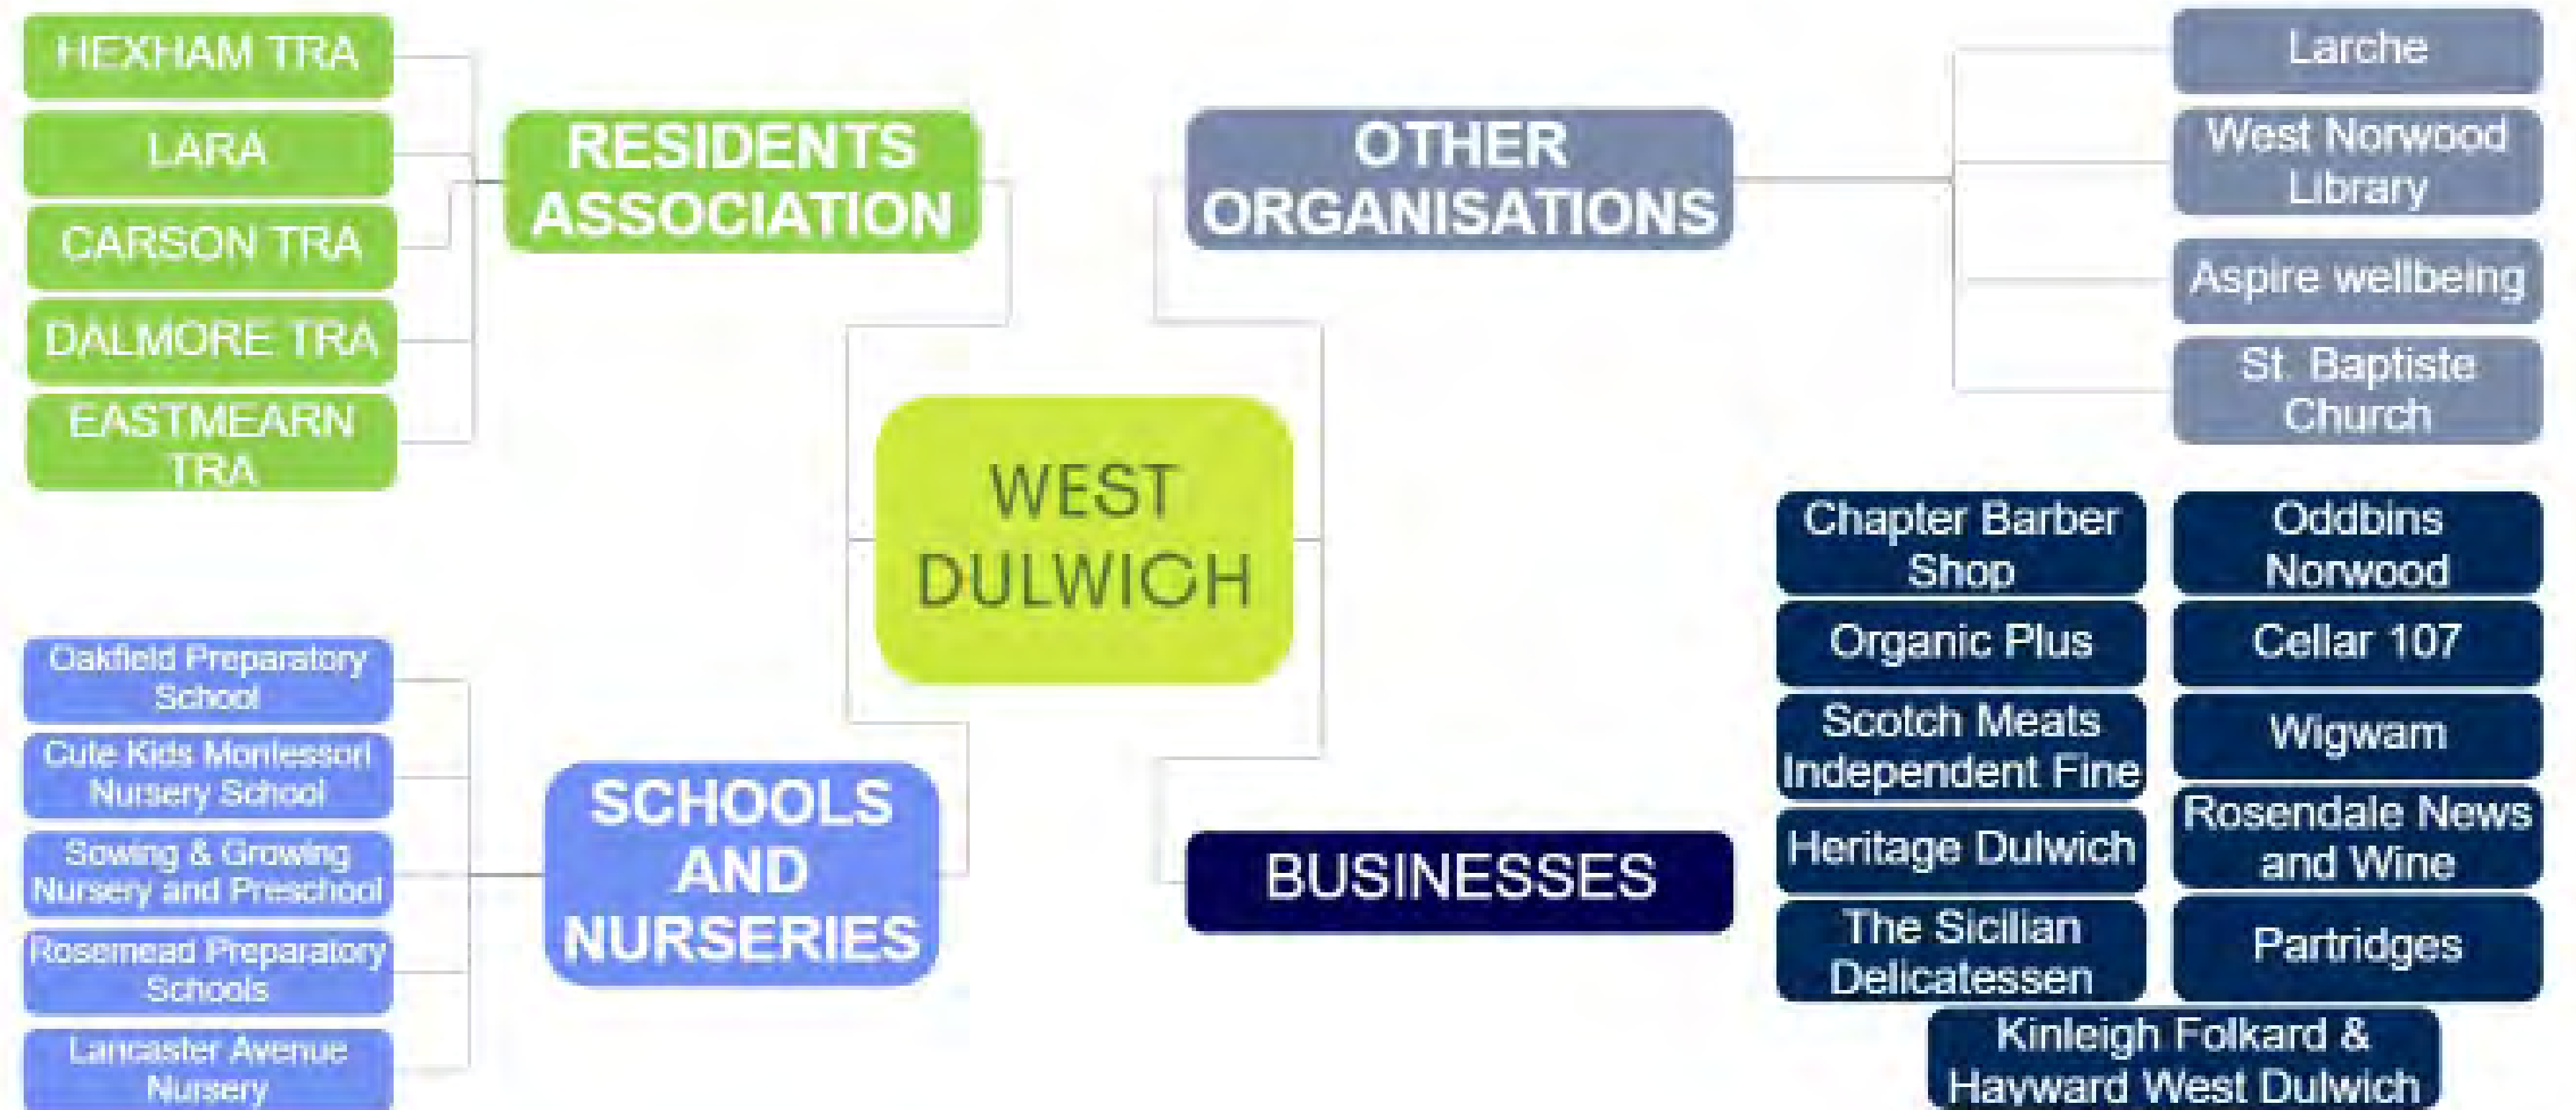 HEXHAM TRA
LARA
CARSON TRA
DALMORE TRA
EASTMEARN
TRA
RESIDENTS
ASSOCIATION
OTHER
ORGANISATIONS
Larche
West Norwood
Library
Aspire wellbeing
St. Baptiste
Church
WEST
DULWICH
Oakfield Preparatory
School
Cute Kids Montessori
Nursery School
Sowing & Growing
Nursery and Preschool
Rosemead Preparatory
Schools
Lancaster Avenue
Nursery
SCHOOLS
AND
NURSERIES
BUSINESSES
Chapter Barber
Shop
Organic Plus
Scotch Meats
Independent Fine
Heritage Dulwich
The Sicilian
Delicatessen
Oddbins
Norwood
Cellar 107
Wigwam
Rosendale News
and Wine
Partridges
Kinleigh Folkard &
Hayward West Dulwich